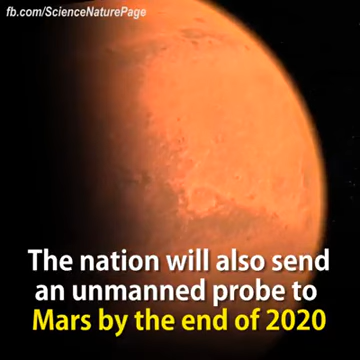 fb.com/ScienceNaturePage
The nation will also send
an unmanned probe to
Mars by the end of 2020